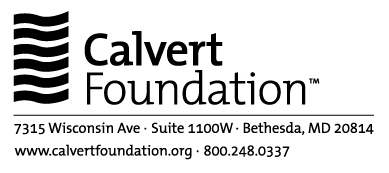 Calvert
Foundation™
7315 Wisconsin Ave · Suite 1100W · Bethesda, MD 20814
www.calvertfoundation.org · 800.248.0337